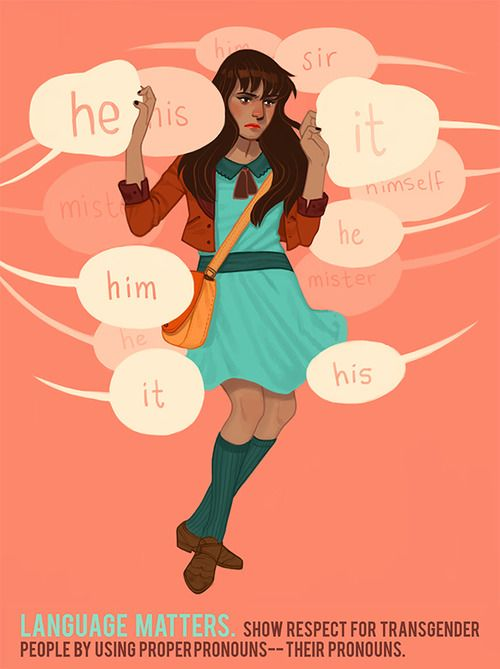 him
sir
he
his
it
himself
miste
he
him
mister
he
it
his
LANGUAGE MATTERS. SHOW RESPECT FOR TRANSGENDER
PEOPLE BY USING PROPER PRONOUNS--THEIR PRONOUNS.